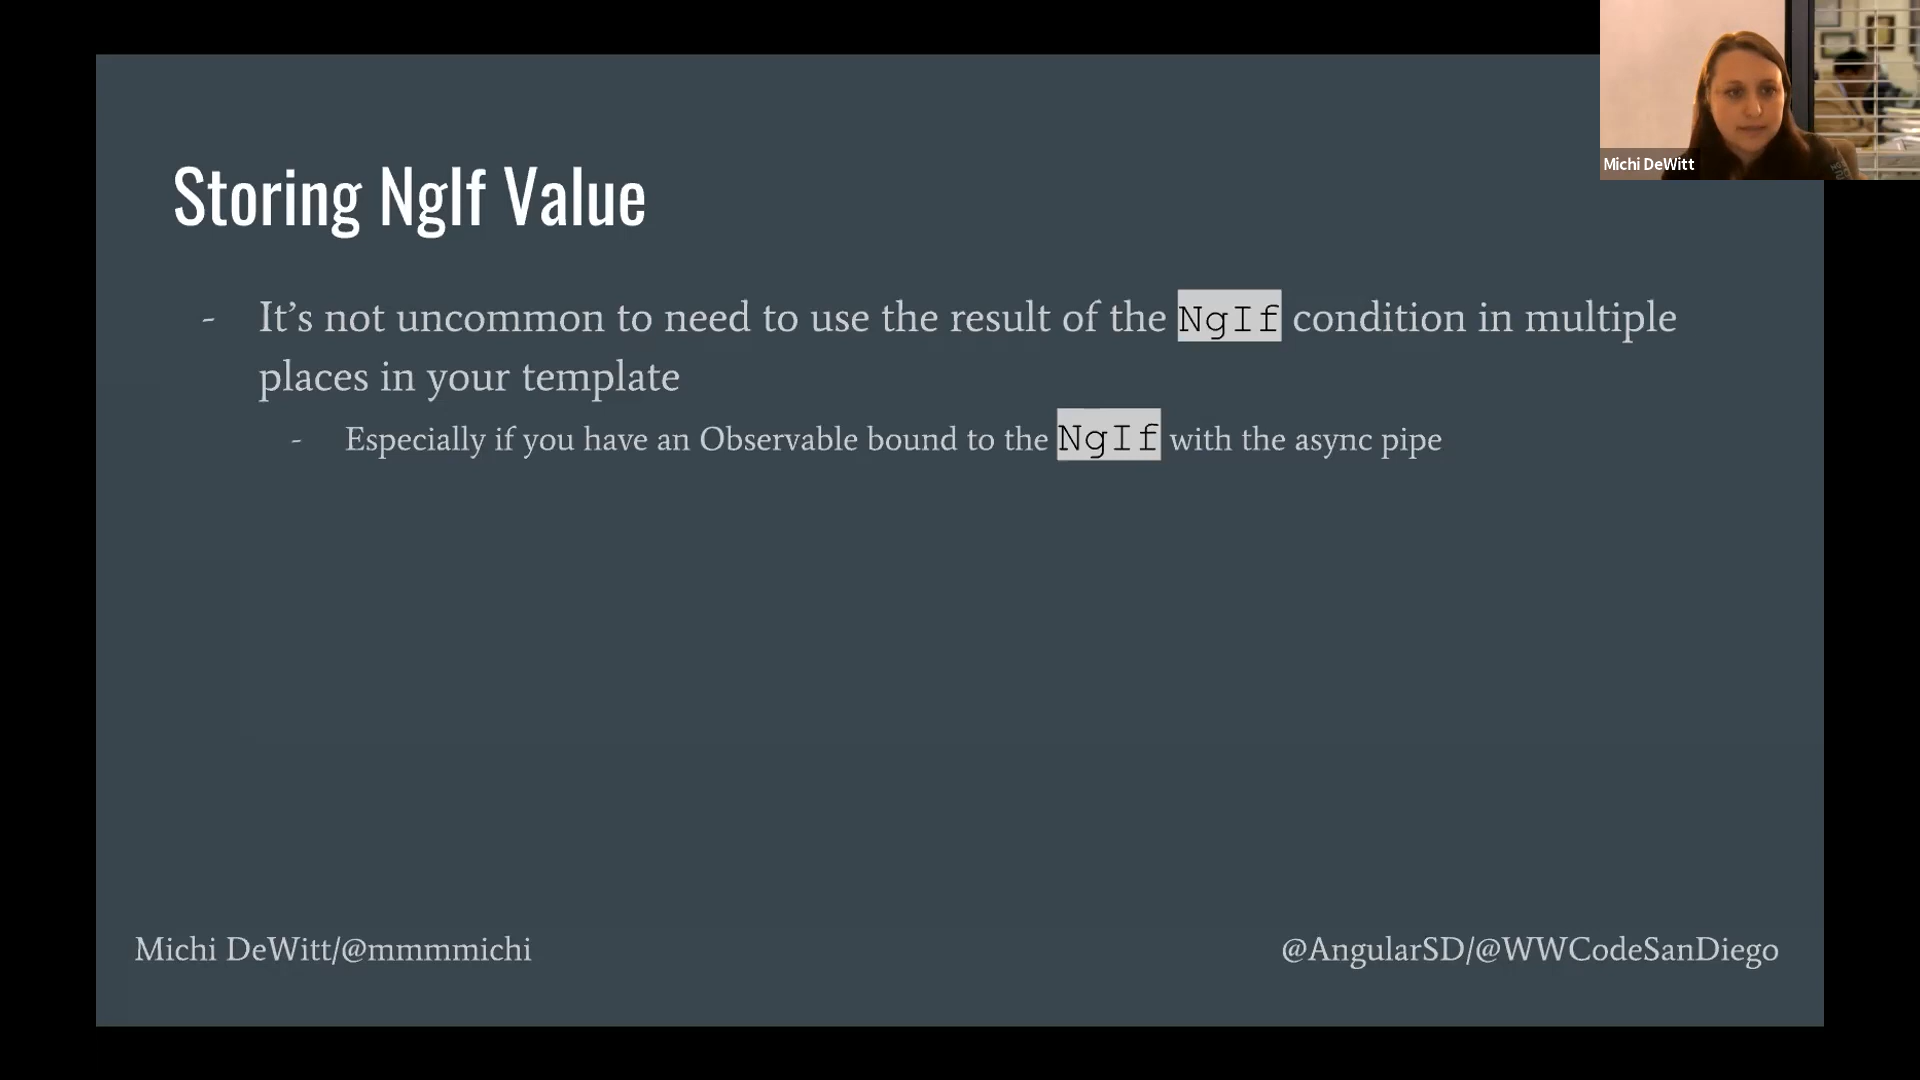 Michi DeWitt
Storing NgIf Value
- It’s not uncommon to need to use the result of the NgIf condition in multiple
places in your template
- Especially if you have an Observable bound to the NgIf with the async pipe
Michi DeWitt/@mmmmichi
@AngularSD/@WWCodeSanDiego